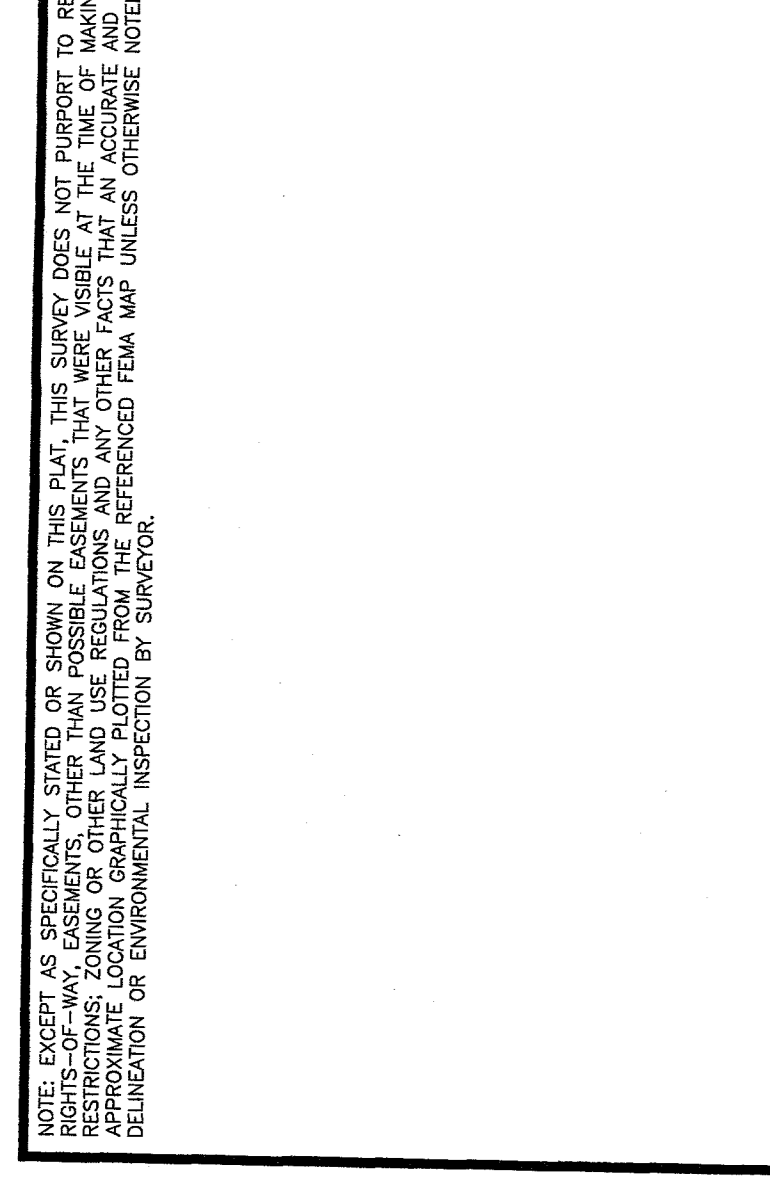 NOTE: EXCEPT AS SPECIFICALLY STATED OR SHOWN ON THIS PLAT, THIS SURVEY DOES NOT PURPORT TO RE
RIGHTS-OF-WAY, EASEMENTS, OTHER THAN POSSIBLE EASEMENTS THAT WERE VISIBLE AT THE TIME OF MAKIN
RESTRICTIONS; ZONING OR OTHER LAND USE REGULATIONS AND ANY OTHER FACTS THAT AN ACCURATE AND
APPROXIMATE LOCATION GRAPHICALLY PLOTTED FROM THE REFERENCED FEMA MAP UNLESS OTHERWISE NOTE
DELINEATION OR ENVIRONMENTAL INSPECTION BY SURVEYOR.